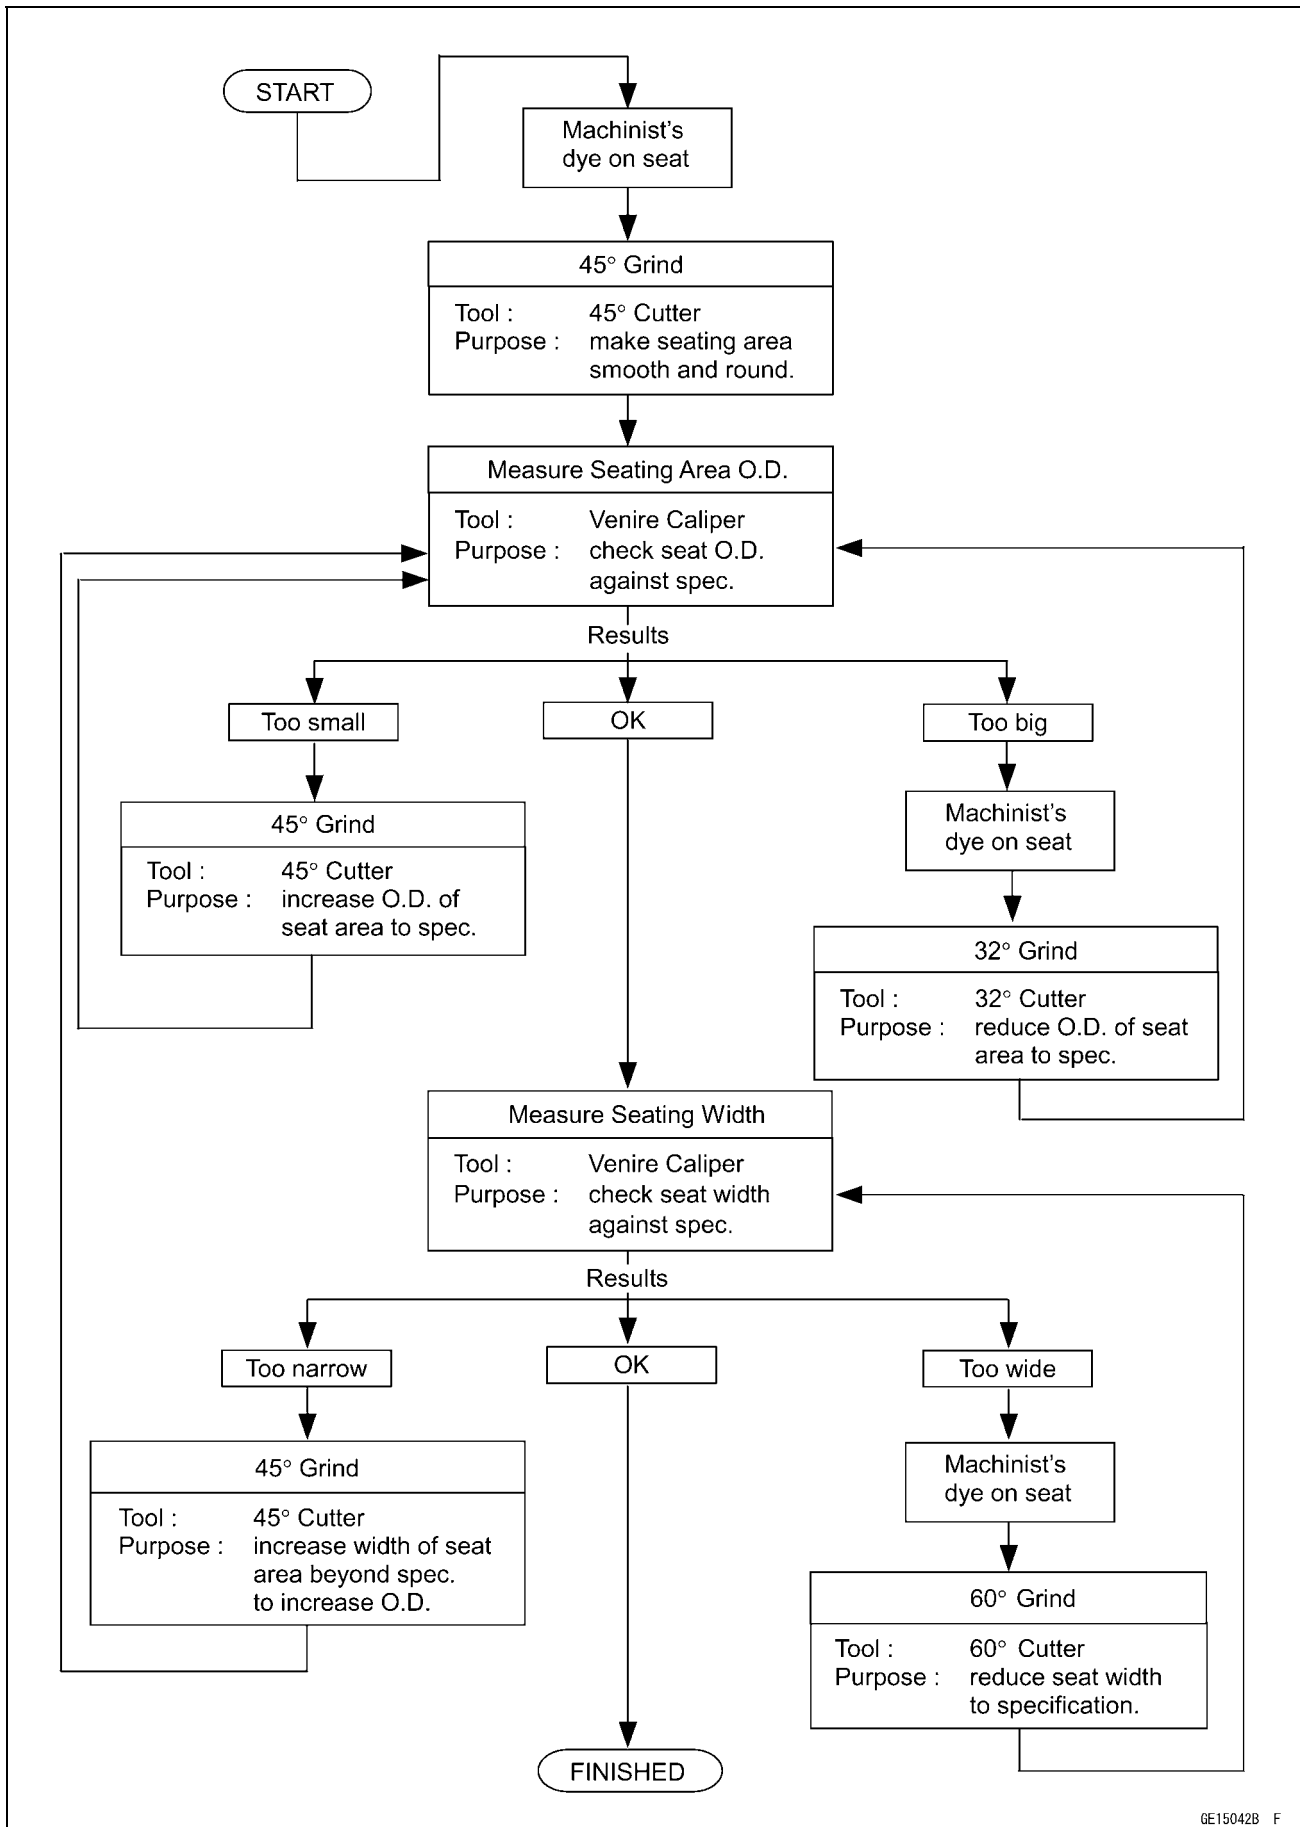 START
Machinist's
dye on seat
45° Grind
Tool : 45° Cutter
Purpose : make seating area
smooth and round.
Measure Seating Area O.D.
Tool : Venire Caliper
Purpose : check seat O.D.
against spec.
Results
Too small
OK
Too big
45° Grind
Tool : 45° Cutter
Purpose : increase O.D. of
seat area to spec.
Machinist's
dye on seat
32° Grind
Tool : 32° Cutter
Purpose : reduce O.D. of seat
area to spec.
Measure Seating Width
Tool : Venire Caliper
Purpose : check seat width
against spec.
Results
Too narrow
OK
Too wide
45° Grind
Tool : 45° Cutter
Purpose : increase width of seat
area beyond spec.
to increase O.D.
Machinist's
dye on seat
60° Grind
Tool : 60° Cutter
Purpose : reduce seat width
to specification.
FINISHED
GE15042B F